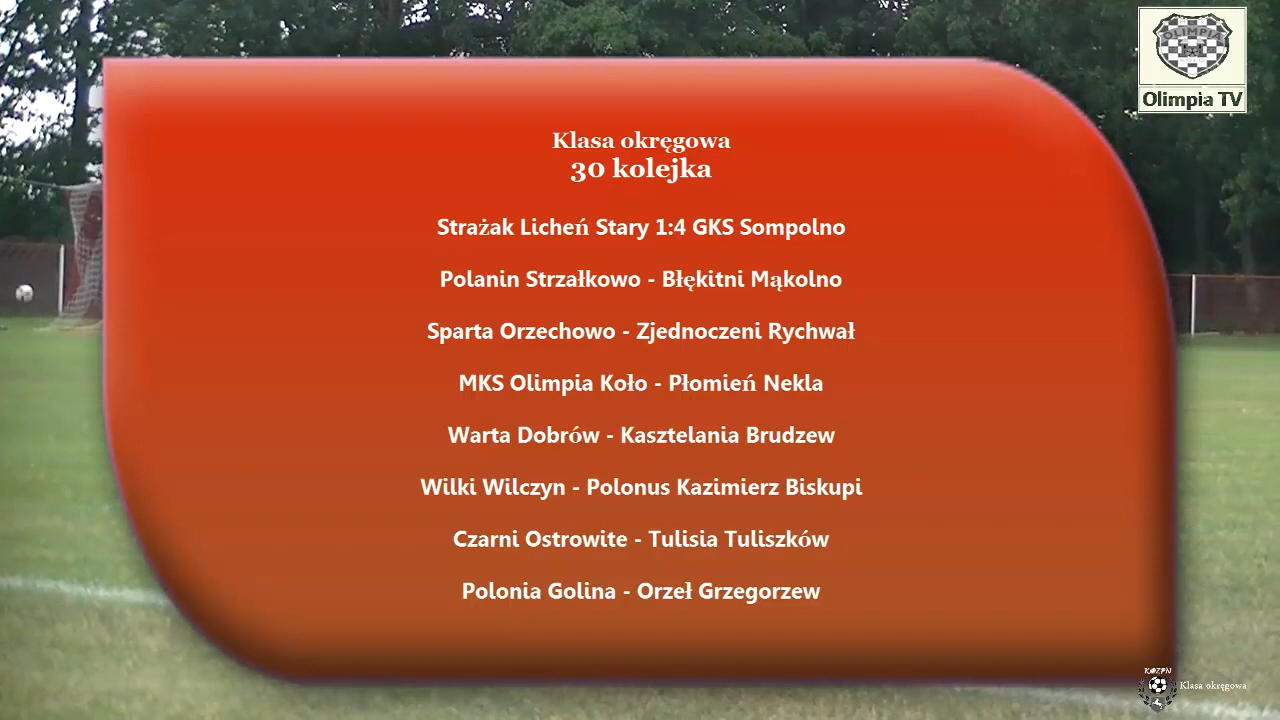 OLIMPIA
Olimpia TV
Klasa okręgowa
30 kolejka
Strażak Licheń Stary 1:4 GKS Sompolno
Polanin Strzałkowo - Błękitni Mąkolno
Sparta Orzechowo - Zjednoczeni Rychwał
MKS Olimpia Koło - Płomień Nekla
Warta Dobrów - Kasztelania Brudzew
Wilki Wilczyn - Polonus Kazimierz Biskupi
Czarni Ostrowite - Tulisia Tuliszków
Polonia Golina - Orzeł Grzegorzew
KOZPN
Klasa okręgowa